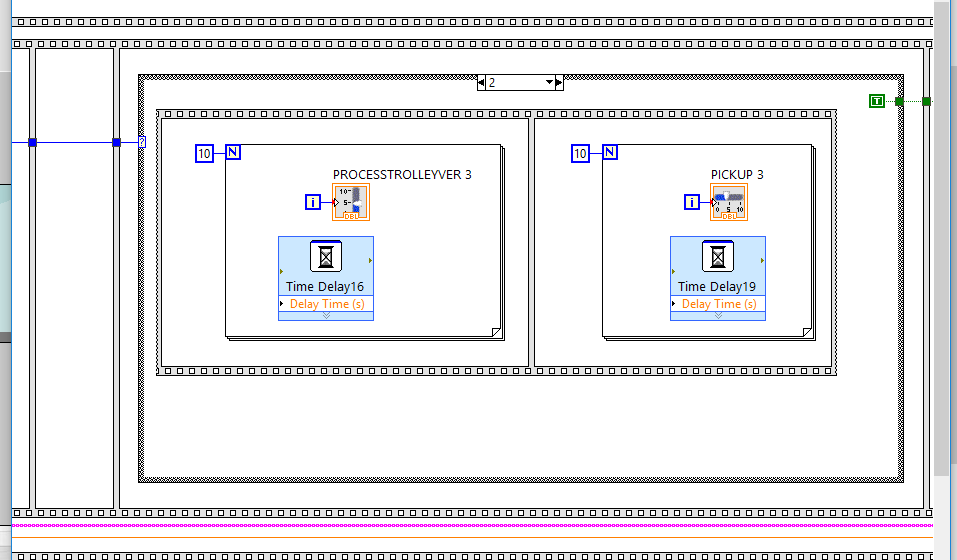 2
T
?
10 N
10 N
PROCESSTROLLEYVER 3
PICKUP 3
i
10
5
DBL
i
0 5 10
DBL
Time Delay16
Time Delay19
Delay Time (s)
Delay Time (s)